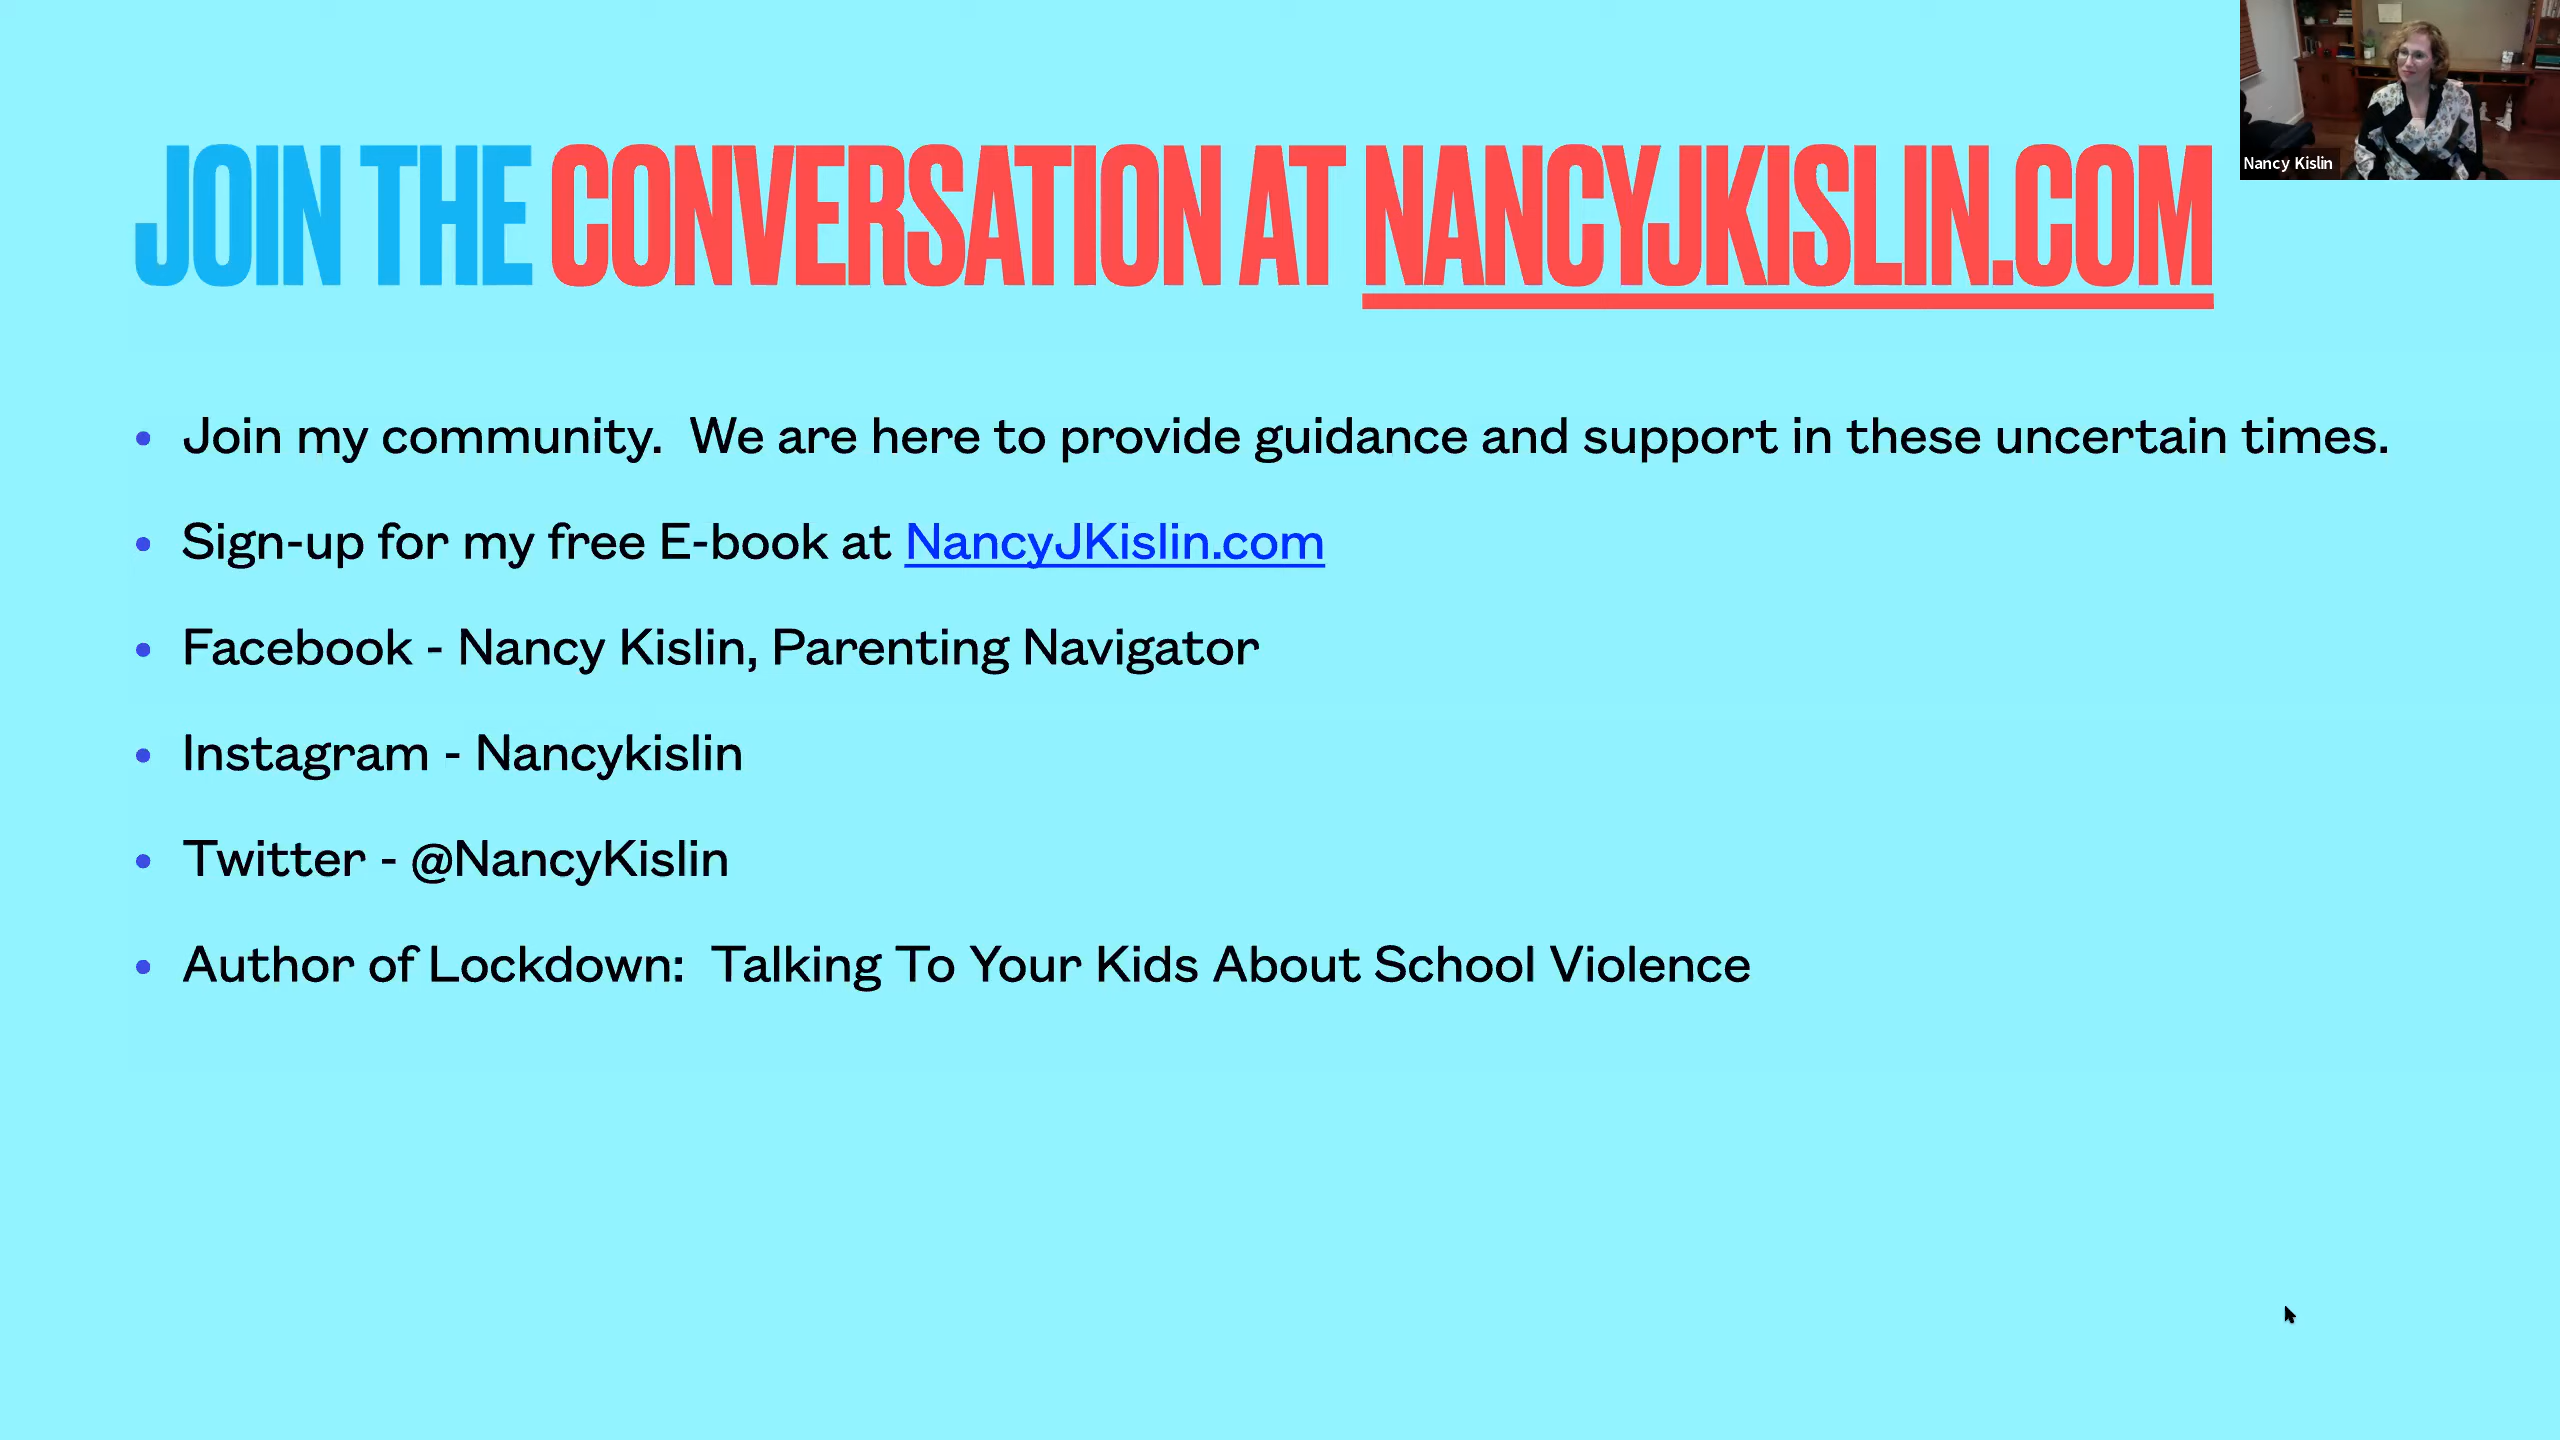 JOIN THE CONVERSATION AT NANCYJKISLIN.COM
Nancy Kislin
Join my community.  We are here to provide guidance and support in these uncertain times.
Sign-up for my free E-book at NancyJKislin.com
Facebook - Nancy Kislin, Parenting Navigator
Instagram - Nancykislin
Twitter - @NancyKislin
Author of Lockdown:  Talking To Your Kids About School Violence